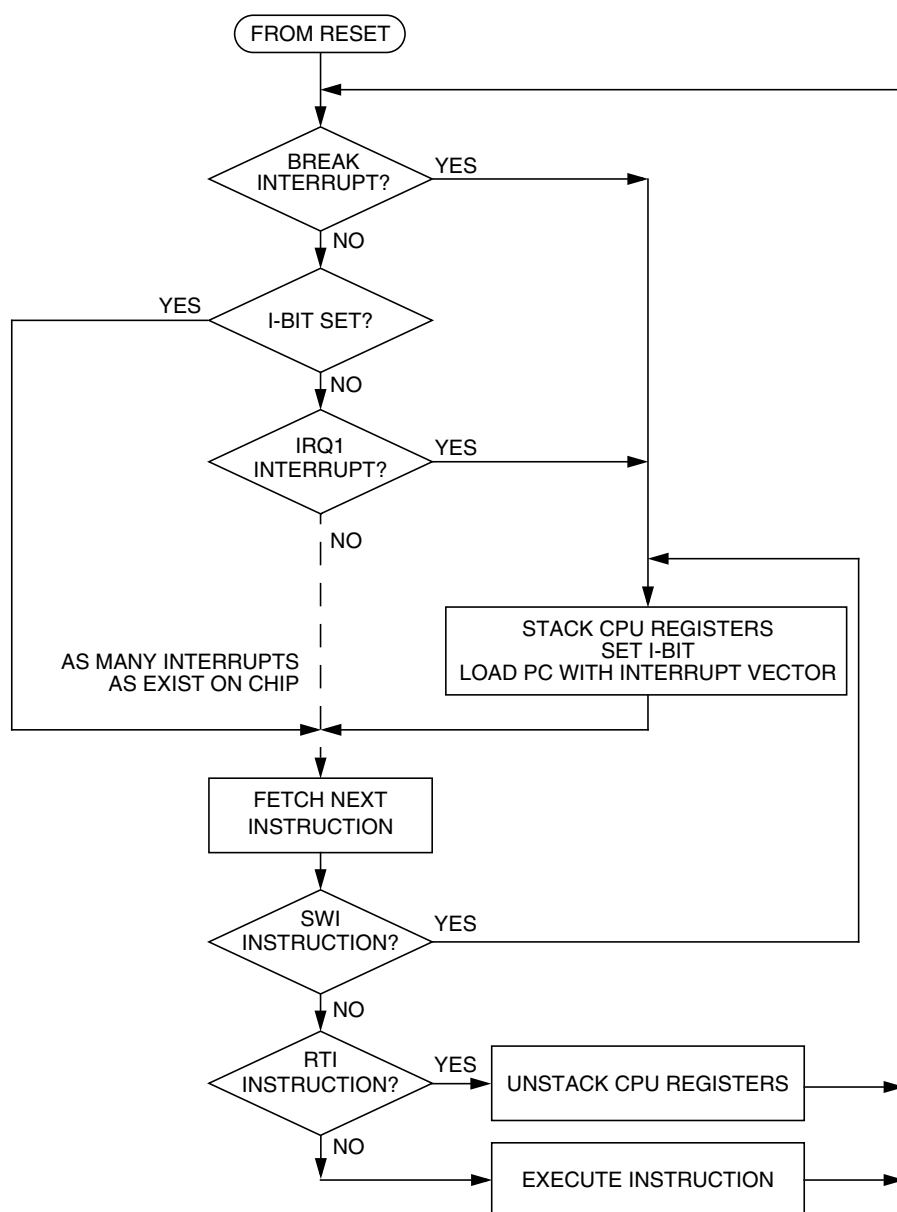 FROM RESET
BREAK
INTERRUPT?
YES
NO
YES
I-BIT SET?
NO
IRQ1
INTERRUPT?
YES
NO
STACK CPU REGISTERS
SET I-BIT
LOAD PC WITH INTERRUPT VECTOR
AS MANY INTERRUPTS
AS EXIST ON CHIP
FETCH NEXT
INSTRUCTION
SWI
INSTRUCTION?
YES
NO
RTI
INSTRUCTION?
YES
UNSTACK CPU REGISTERS
NO
EXECUTE INSTRUCTION